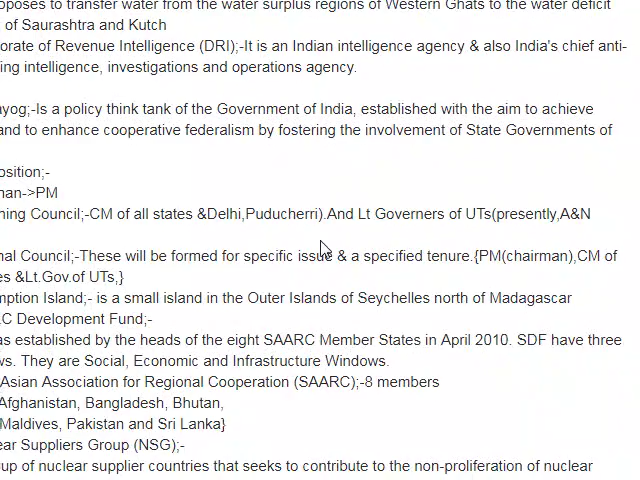 oposes to transfer water from the water surplus regions of Western Ghats to the water deficit
of Saurashtra and Kutch
orate of Revenue Intelligence (DRI);-It is an Indian intelligence agency & also India's chief anti-
ing intelligence, investigations and operations agency.
yog;-Is a policy think tank of the Government of India, established with the aim to achieve
and to enhance cooperative federalism by fostering the involvement of State Governments of
osition;-
nan->PM
ning Council;-CM of all states &Delhi,Puducherri).And Lt Governers of UTs(presently,A&N
nal Council;-These will be formed for specific issue & a specified tenure.{PM(chairman),CM of
es &Lt.Gov.of UTs,}
mption Island;- is a small island in the Outer Islands of Seychelles north of Madagascar
C Development Fund;-
as established by the heads of the eight SAARC Member States in April 2010. SDF have three
ws. They are Social, Economic and Infrastructure Windows.
Asian Association for Regional Cooperation (SAARC);-8 members
Afghanistan, Bangladesh, Bhutan,
Maldives, Pakistan and Sri Lanka}
ear Suppliers Group (NSG);-
up of nuclear supplier countries that seeks to contribute to the non-proliferation of nuclear